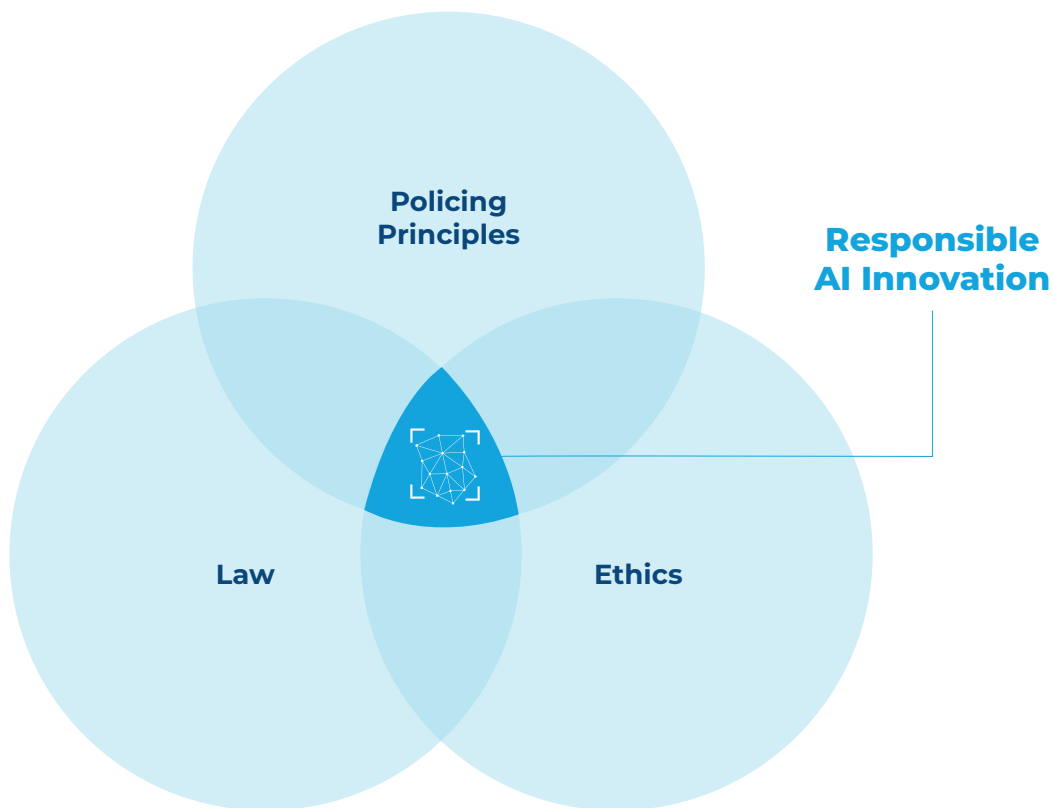 Policing
Principles
Responsible
AI Innovation
Law
Ethics